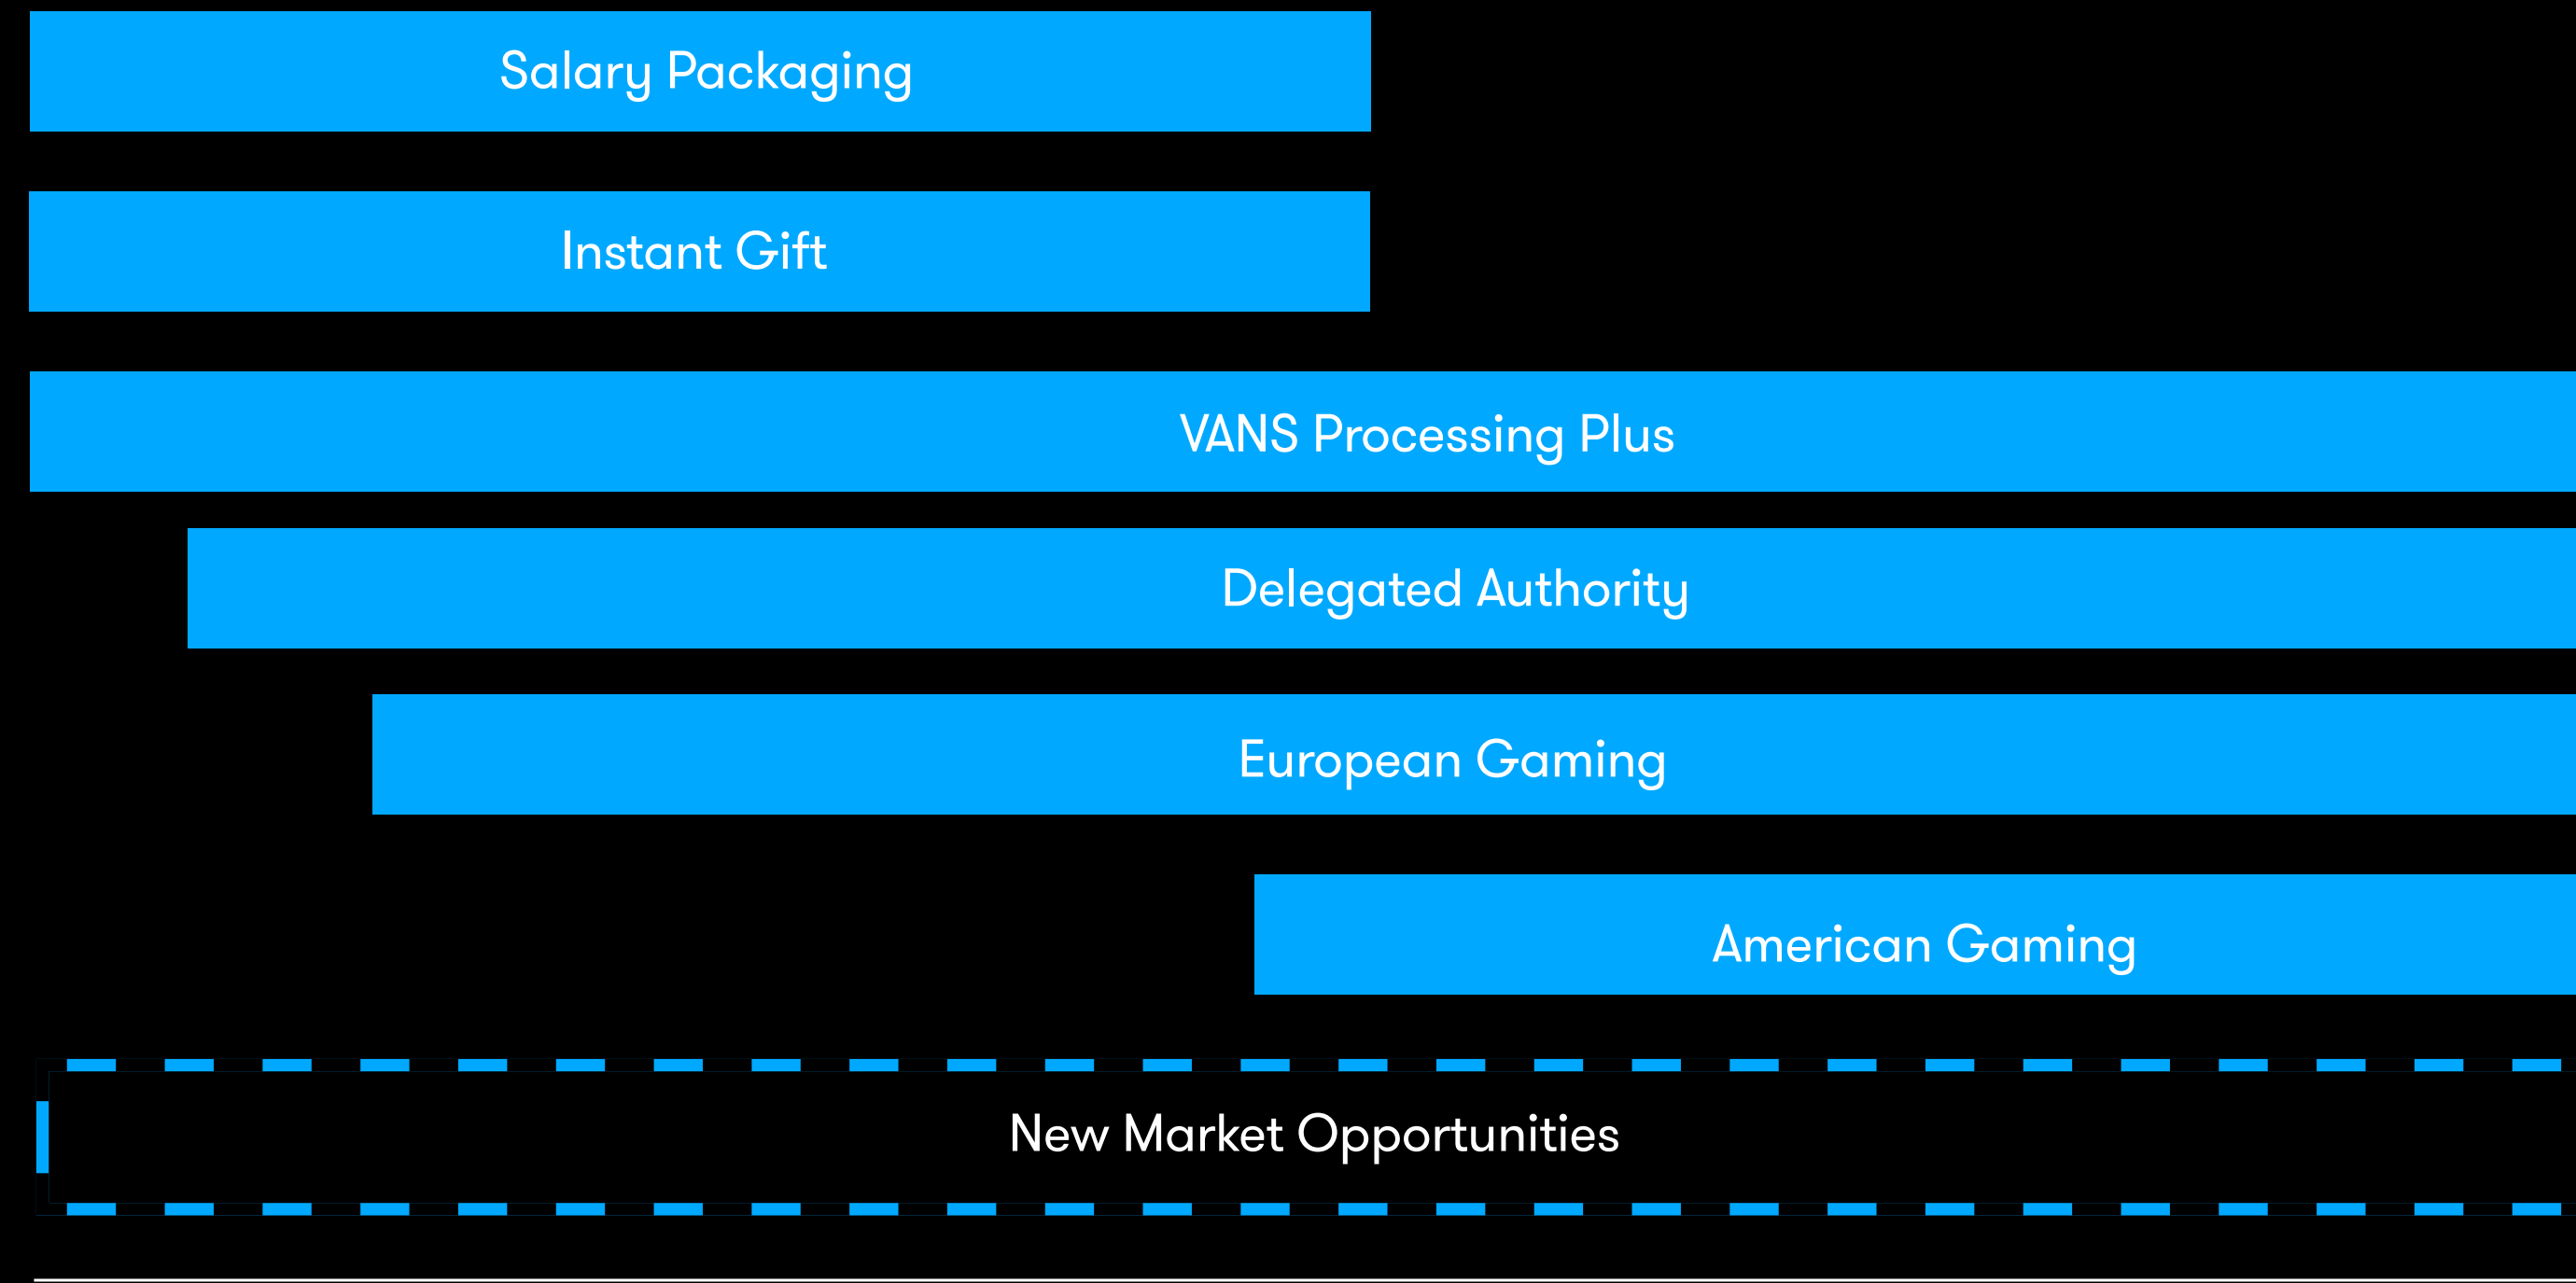 Salary Packaging
Instant Gift
VANS Processing Plus
Delegated Authority
European Gaming
American Gaming
New Market Opportunities